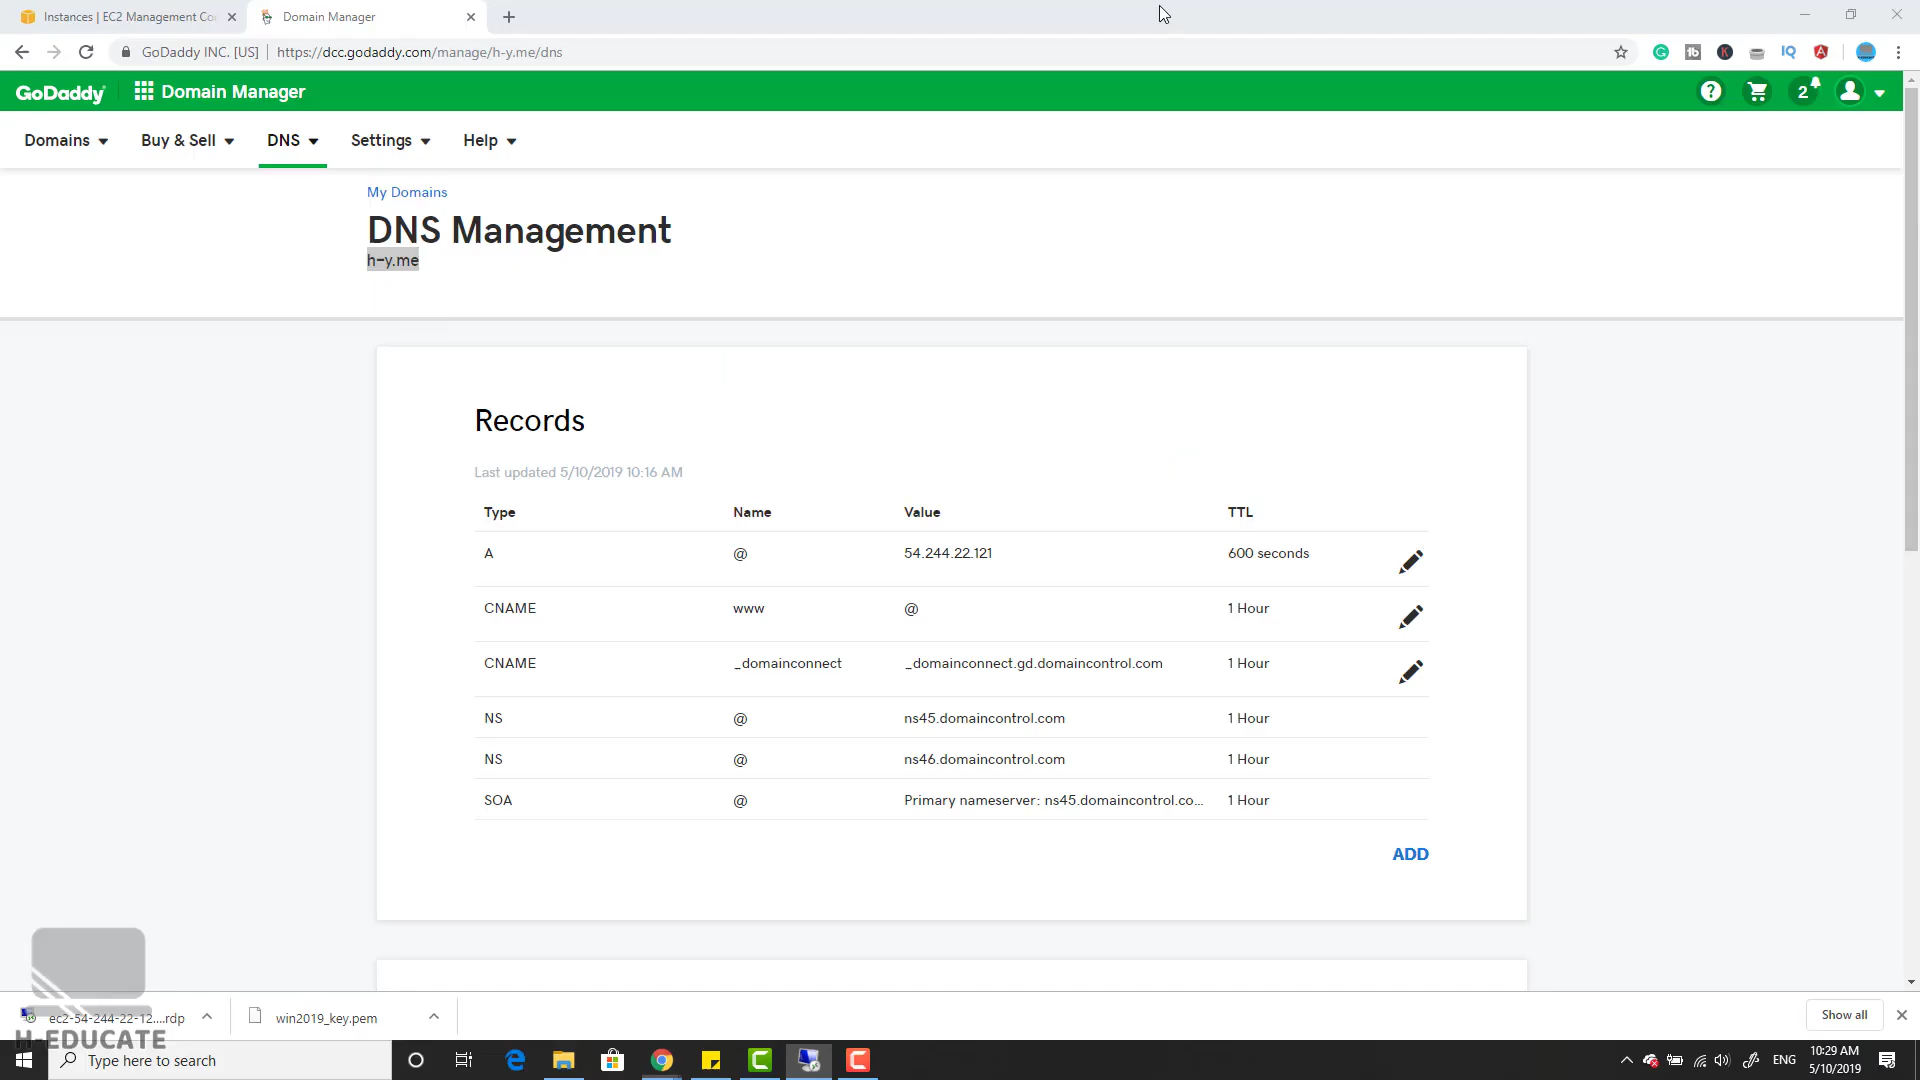 Instances | EC2 Management Co
Domain Manager
GoDaddy INC. [US] | https://dcc.godaddy.com/manage/h-y.me/dns
GoDaddy Domain Manager
2
Domains
Buy & Sell
DNS
Settings
Help
My Domains
DNS Management
h-y.me
Records
Last updated 5/10/2019 10:16 AM
Type Name Value TTL
A @ 54.244.22.121 600 seconds
CNAME www @ 1 Hour
CNAME _domainconnect _domainconnect.gd.domaincontrol.com 1 Hour
NS @ ns45.domaincontrol.com 1 Hour
NS @ ns46.domaincontrol.com 1 Hour
SOA @ Primary nameserver: ns45.domaincontrol.co... 1 Hour
ADD
ec2-54-244-22-12....rdp
win2019_key.pem
Show all
H-EDUCATE
Type here to search
ENG
10:29 AM
5/10/2019